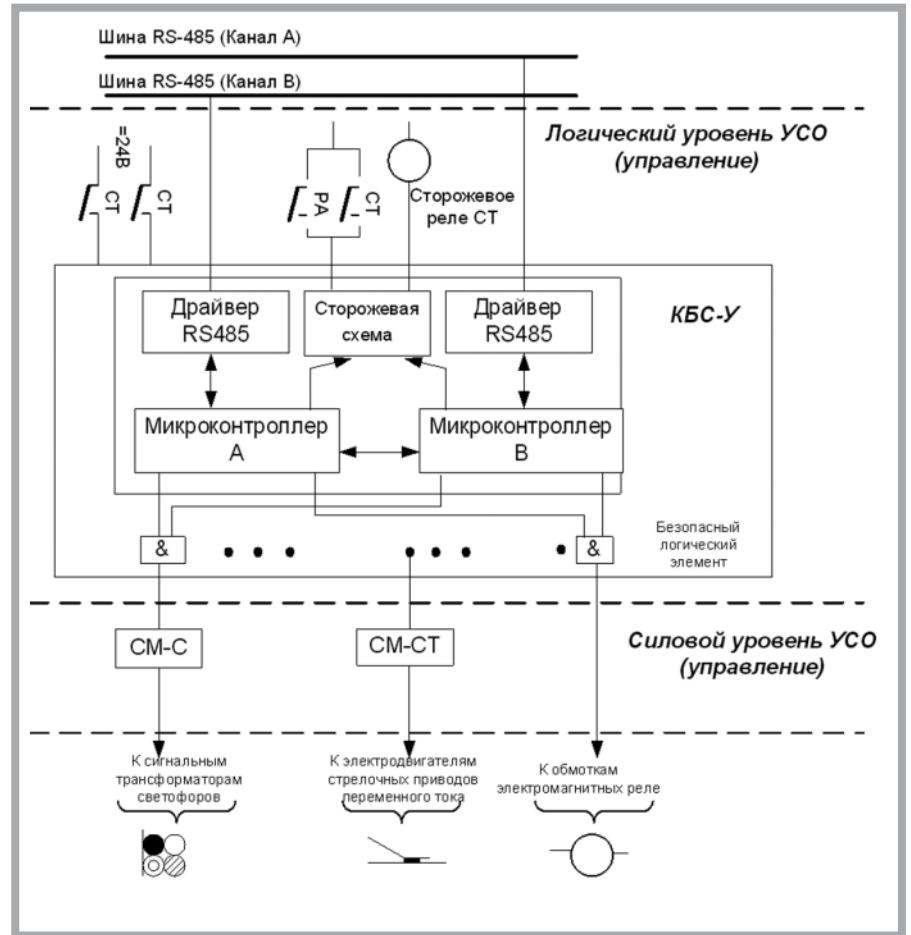 Шина RS-485 (Канал А)
Шина RS-485 (Канал В)
Логический уровень УСО
(управление)
=24В
СТ
СТ
РА
СТ
Сторожевое
реле СТ
КБС-У
Драйвер
RS485
Сторожевая
схема
Драйвер
RS485
Микроконтроллер
А
Микроконтроллер
В
Безопасный
логический
элемент
&
&
СМ-С
СМ-СТ
Силовой уровень УСО
(управление)
К сигнальным
трансформаторам
светофоров
К электродвигателям
стрелочных приводов
переменного тока
К обмоткам
электромагнитных реле